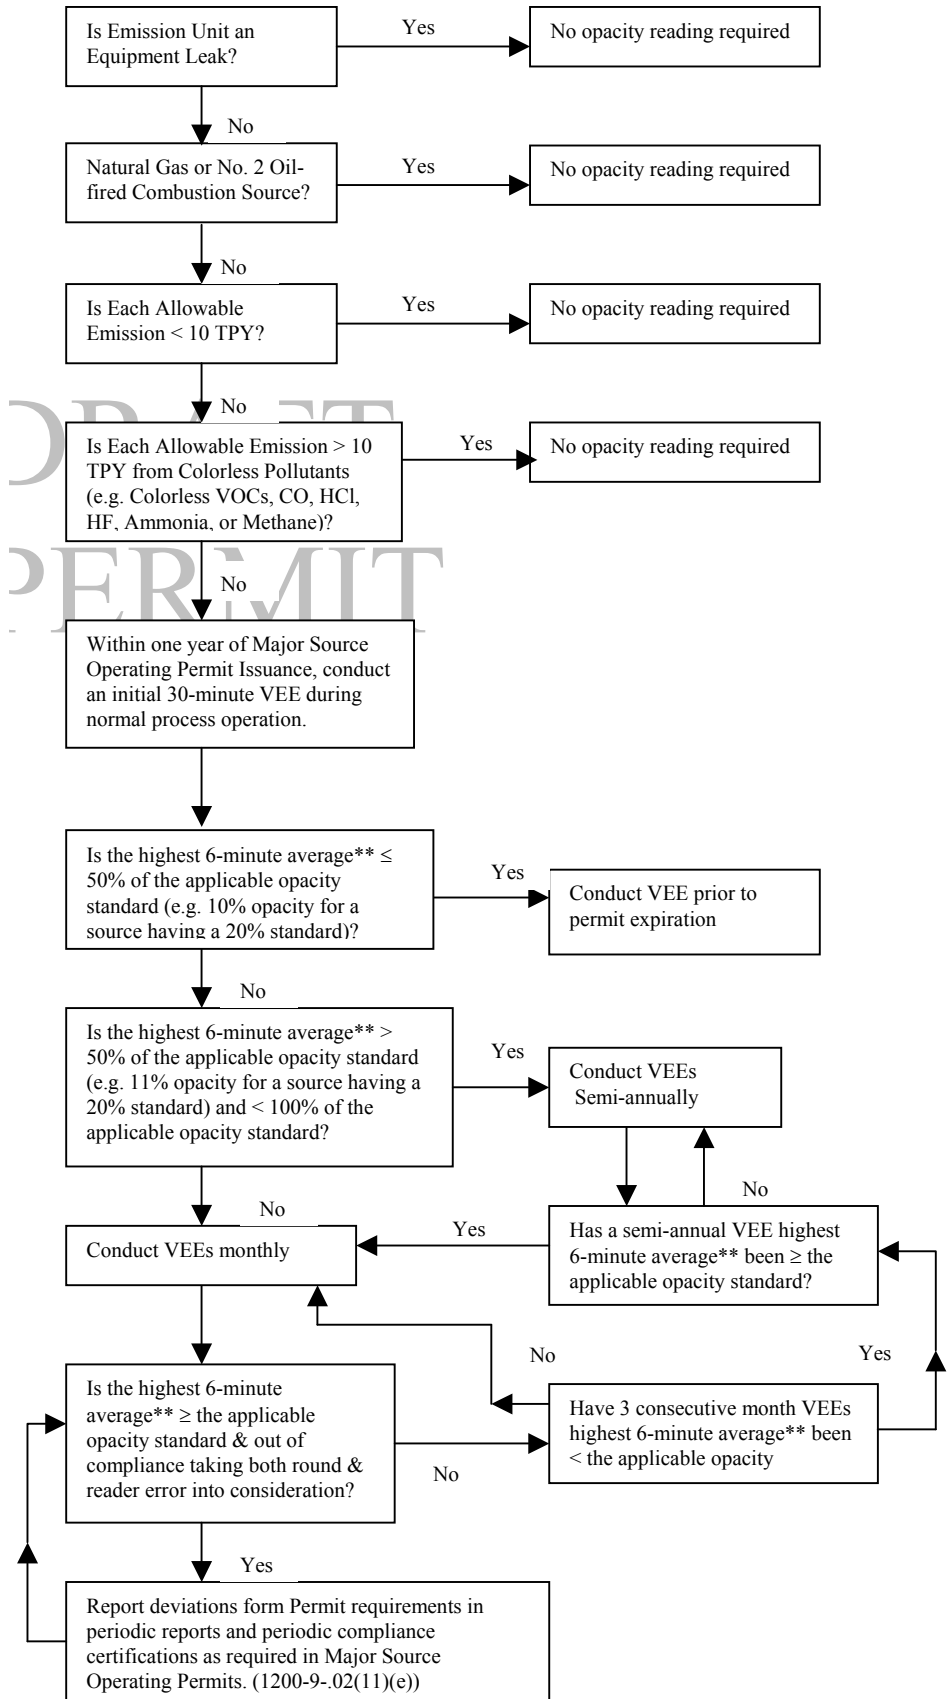 Is Emission Unit an
Equipment Leak?
Yes
No opacity reading required
No
Natural Gas or No. 2 Oil-
fired Combustion Source?
Yes
No opacity reading required
No
Is Each Allowable
Emission < 10 TPY?
Yes
No opacity reading required
No
DRAFT
Is Each Allowable Emission > 10
TPY from Colorless Pollutants
(e.g. Colorless VOCs, CO, HCl,
HF, Ammonia, or Methane)?
Yes
No opacity reading required
PERMIT
No
Within one year of Major Source
Operating Permit Issuance, conduct
an initial 30-minute VEE during
normal process operation.
Is the highest 6-minute average** ≤
50% of the applicable opacity
standard (e.g. 10% opacity for a
source having a 20% standard)?
Yes
Conduct VEE prior to
permit expiration
No
Is the highest 6-minute average** >
50% of the applicable opacity standard
(e.g. 11% opacity for a source having a
20% standard) and < 100% of the
applicable opacity standard?
Yes
Conduct VEEs
Semi-annually
No
No
Conduct VEEs monthly
Yes
Has a semi-annual VEE highest
6-minute average** been ≥ the
applicable opacity standard?
No
Yes
Is the highest 6-minute
average** ≥ the applicable
opacity standard & out of
compliance taking both round &
reader error into consideration?
No
Have 3 consecutive month VEEs
highest 6-minute average** been
< the applicable opacity
Yes
Report deviations form Permit requirements in
periodic reports and periodic compliance
certifications as required in Major Source
Operating Permits. (1200-9-.02(11)(e))